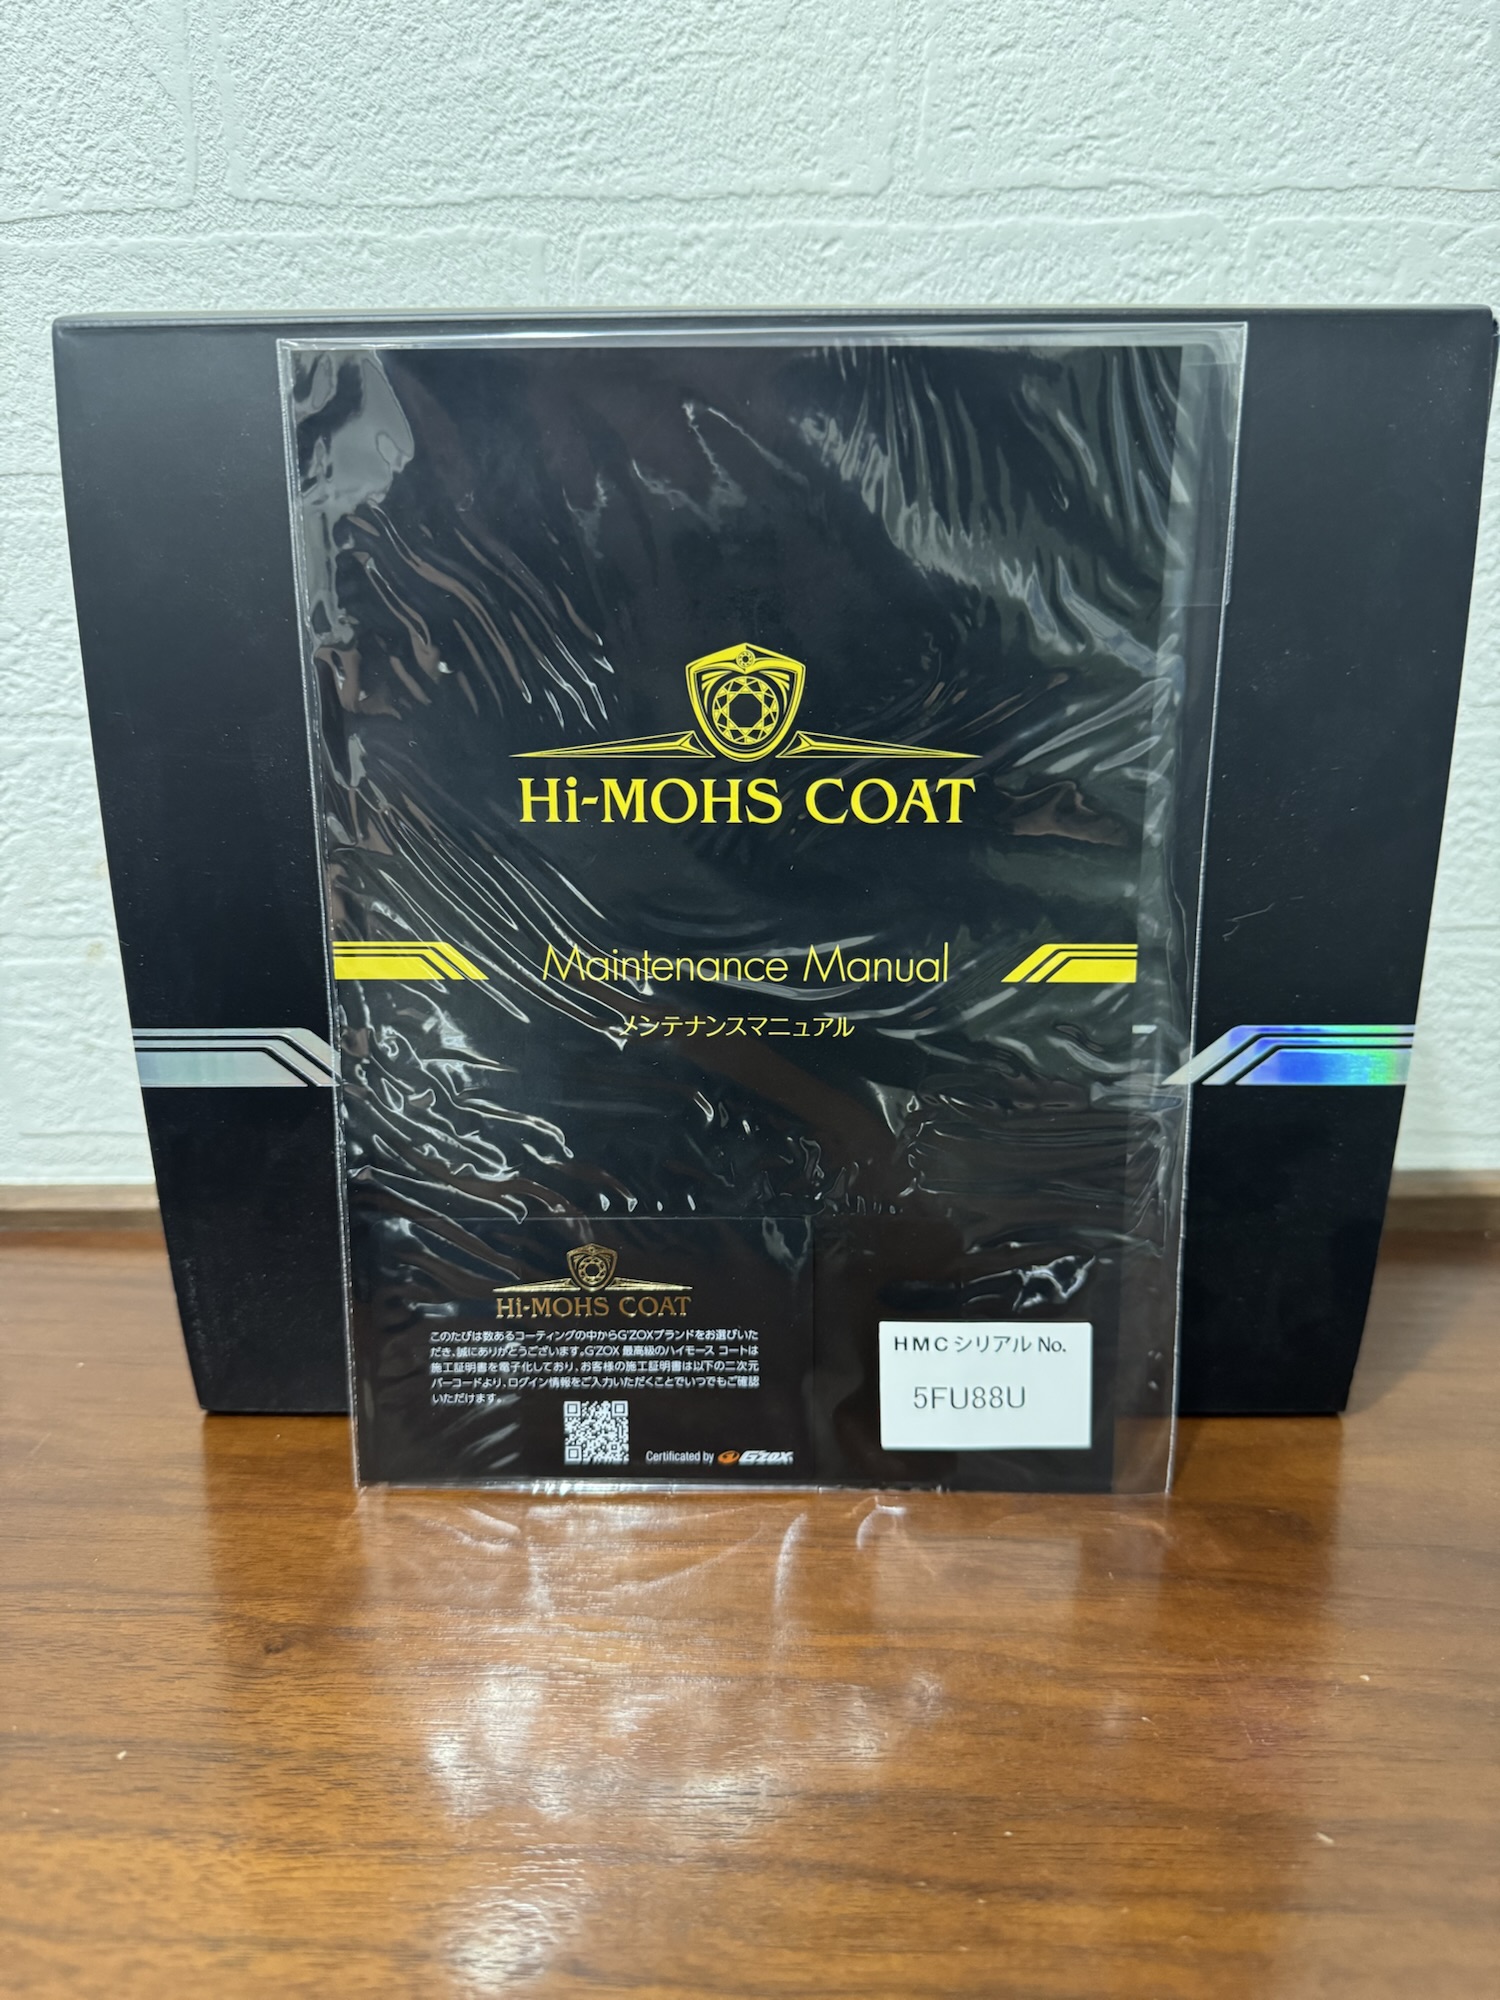 Hi-MOHS COAT
Maintenance Manual
メンテナンスマニュアル
Hi-MOHS COAT
このたびは数あるコーティングの中からG'ZOXブランドをお選びいた
だき、誠にありがとうございます。G'ZOX 最高級のハイモース コートは
施工証明書を電子化しており、お客様の施工証明書は以下の二次元
バーコードより、ログイン情報をご入力いただくことでいつでもご確認
いただけます。
Certificated by G'ZOX
HMCシリアルNo.
5FU88U